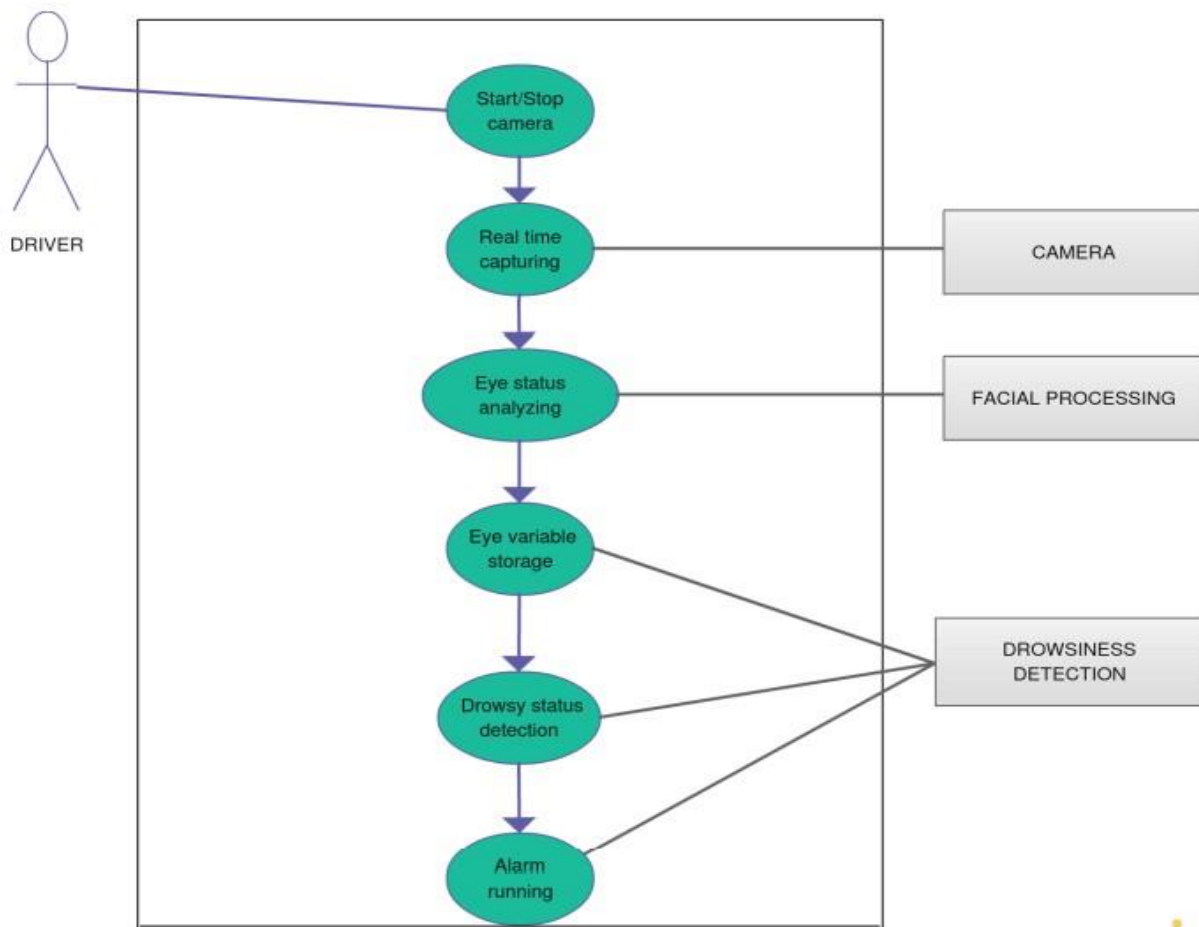 Start/Stop
camera
DRIVER
Real time
capturing
CAMERA
Eye status
analyzing
FACIAL PROCESSING
Eye variable
storage
DROWSINESS
DETECTION
Drowsy status
detection
Alarm
running